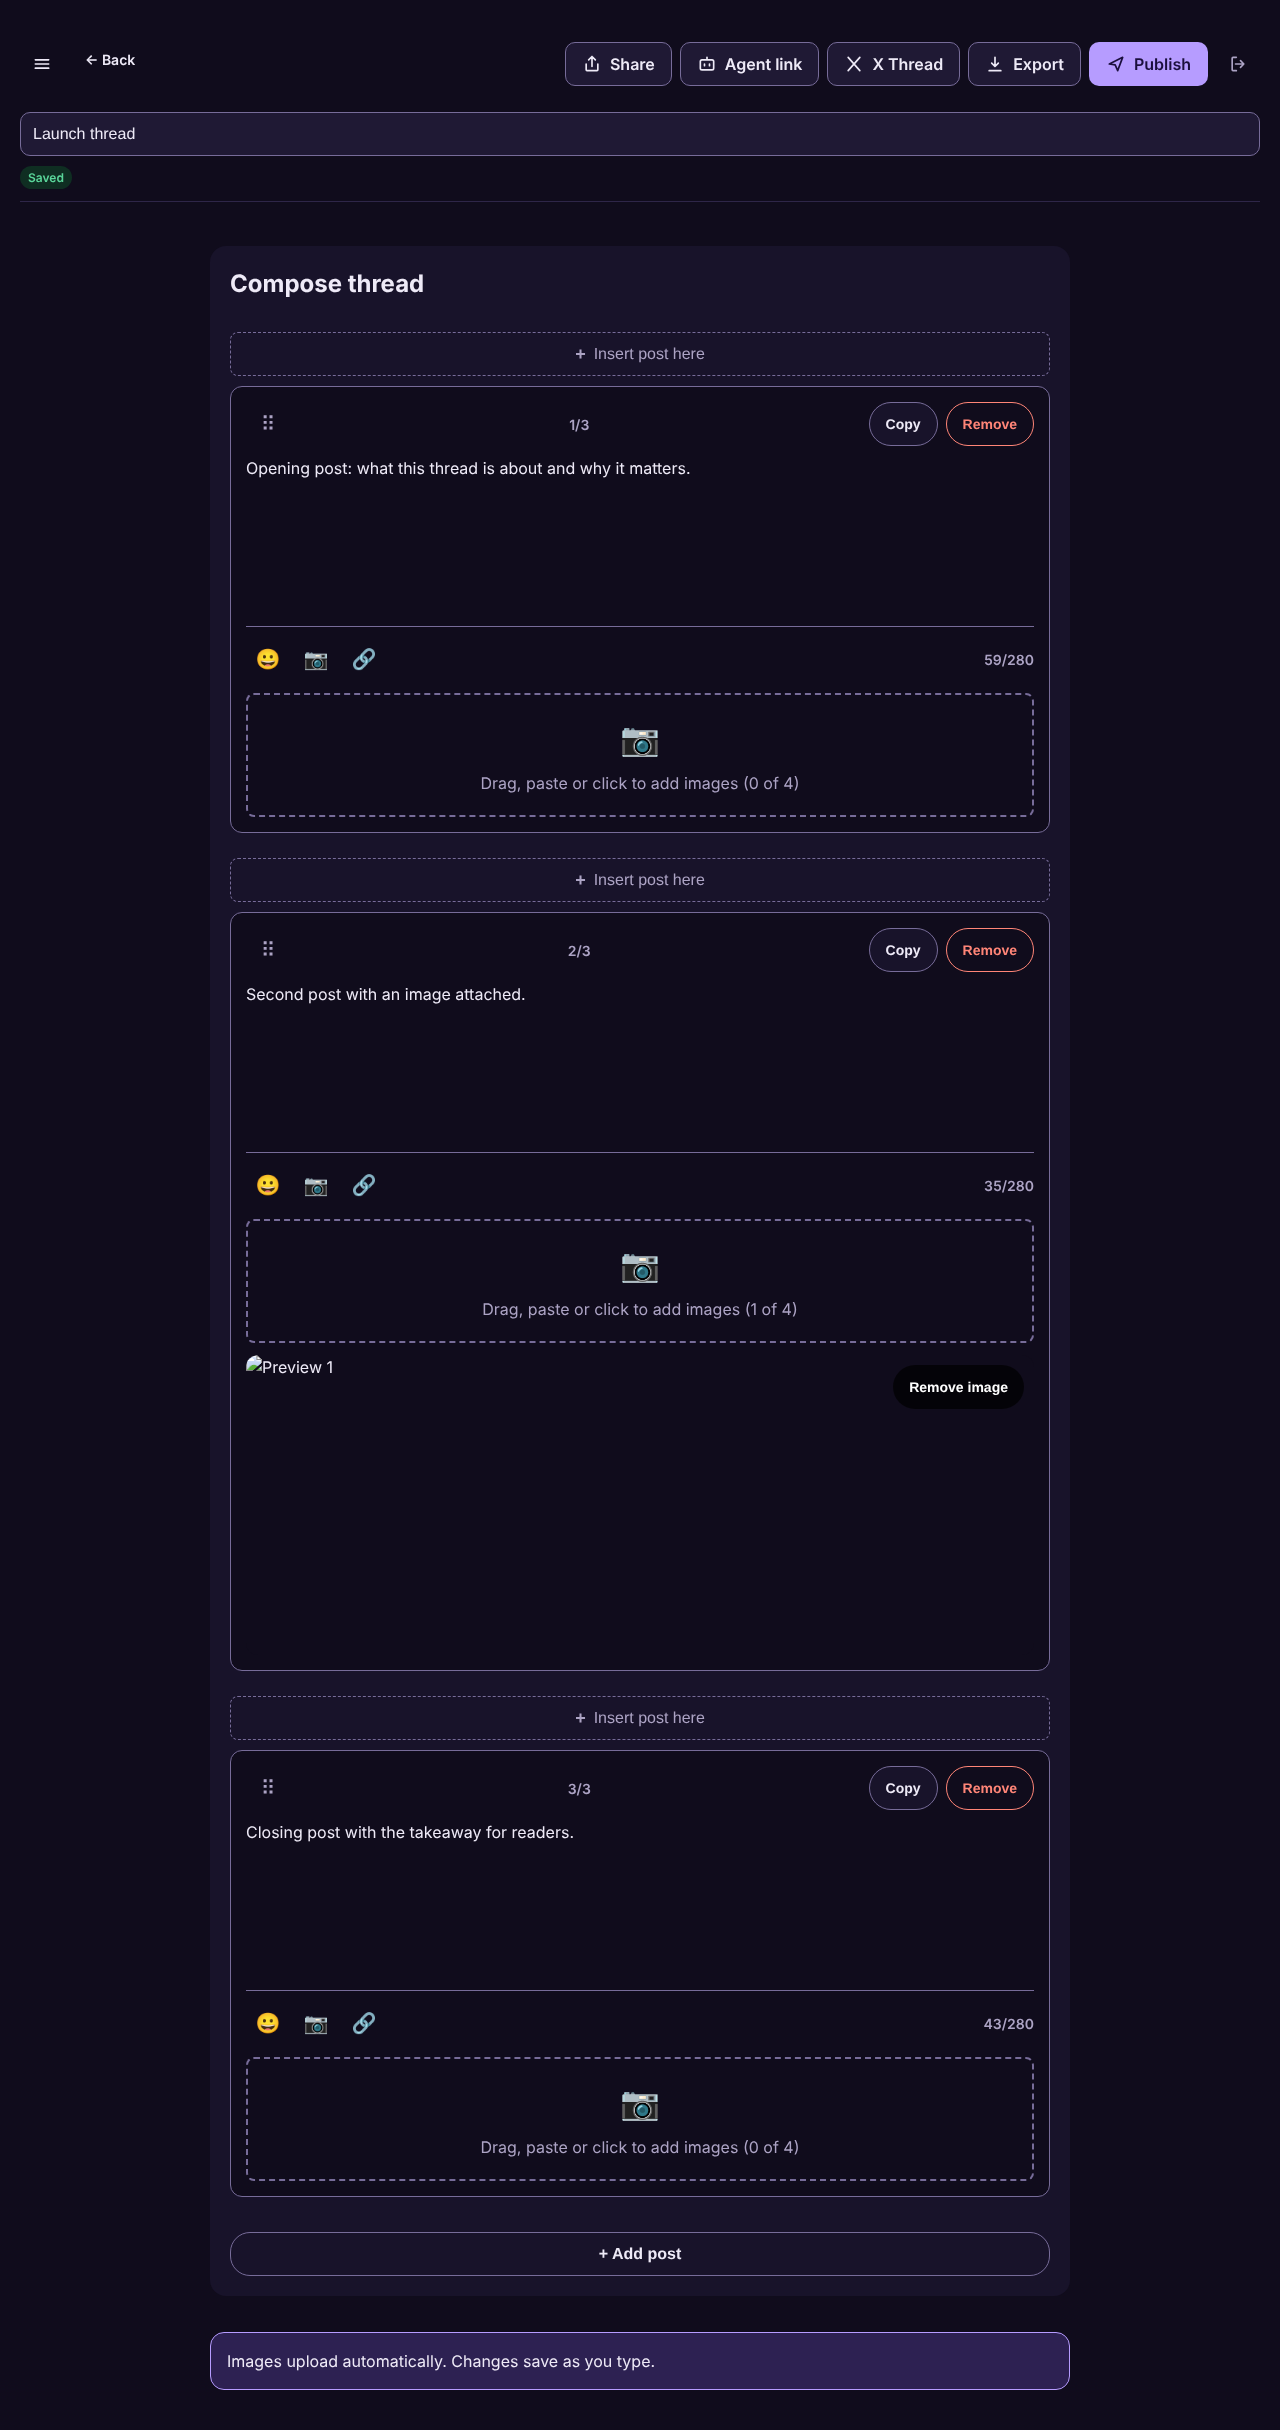 ← Back
Share
Agent link
X Thread
Export
Publish
Launch thread
Saved
Compose thread
+ Insert post here
1/3
Copy
Remove
Opening post: what this thread is about and why it matters.
59/280
Drag, paste or click to add images (0 of 4)
+ Insert post here
2/3
Copy
Remove
Second post with an image attached.
35/280
Drag, paste or click to add images (1 of 4)
Preview 1
Remove image
+ Insert post here
3/3
Copy
Remove
Closing post with the takeaway for readers.
43/280
Drag, paste or click to add images (0 of 4)
+ Add post
Images upload automatically. Changes save as you type.